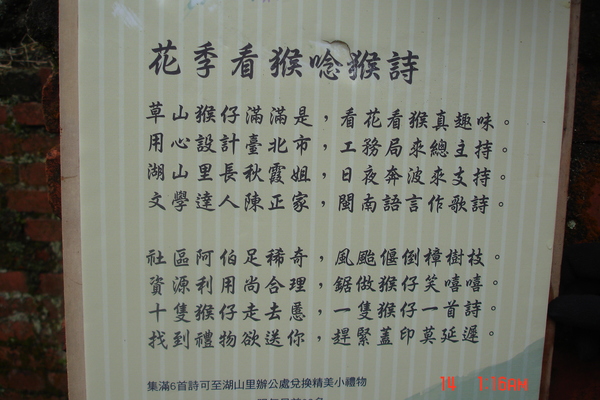 花季看猴唸猴詩
草山猴仔滿滿是，看花看猴真趣味。
用心設計臺北市，工務局來總主持。
湖山里長秋霞姐，日夜奔波來支持。
文學達人陳正家，閩南語言作歌詩。
社區阿伯足稀奇，風颱偃倒樟樹枝。
資源利用尚合理，鋸做猴仔笑嘻嘻。
十隻猴仔走去覕，一隻猴仔一首詩。
找到禮物欲送你，趕緊蓋印莫延遲。
集滿6首詩可至湖山里辦公處兌換精美小禮物
14 1:15AM